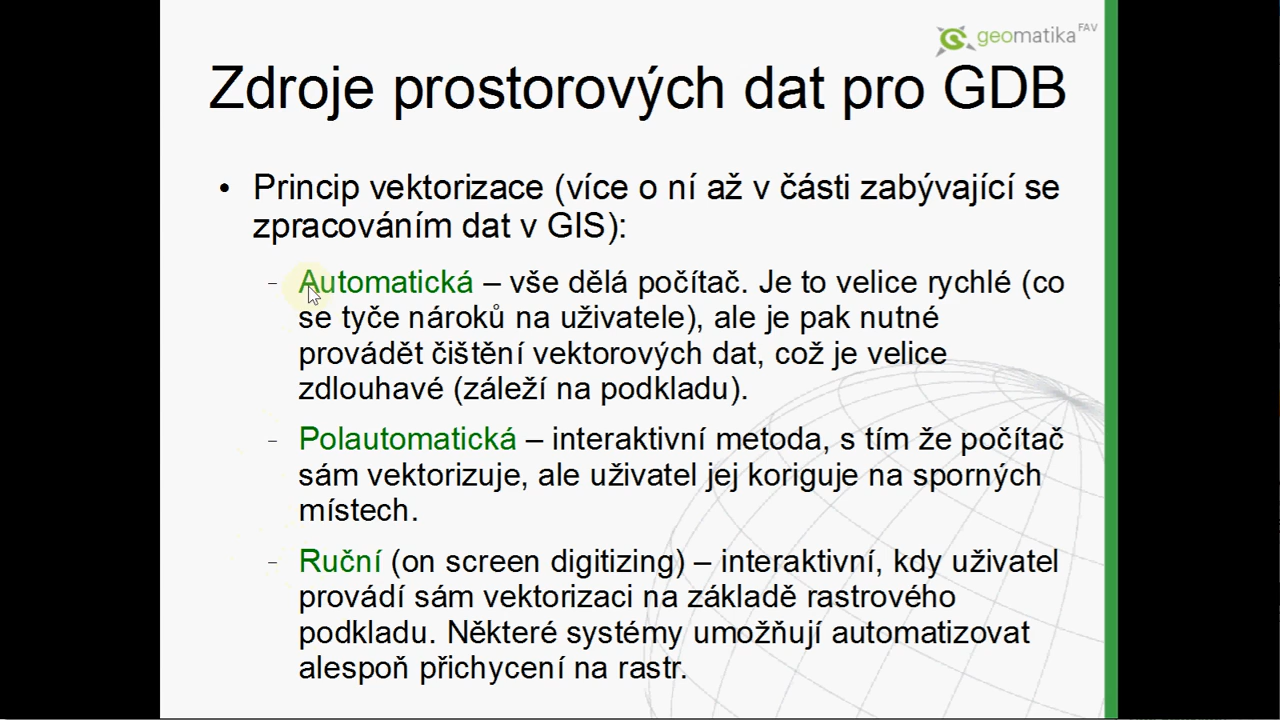 geomatika FAV
Zdroje prostorových dat pro GDB
• Princip vektorizace (více o ní až v části zabývající se
zpracováním dat v GIS):
– Automatická – vše dělá počítač. Je to velice rychlé (co
se tyče nároků na uživatele), ale je pak nutné
provádět čištění vektorových dat, což je velice
zdlouhavé (záleží na podkladu).
– Polautomatická – interaktivní metoda, s tím že počítač
sám vektorizuje, ale uživatel jej koriguje na sporných
místech.
– Ruční (on screen digitizing) – interaktivní, kdy uživatel
provádí sám vektorizaci na základě rastrového
podkladu. Některé systémy umožňují automatizovat
alespoň přichycení na rastr.